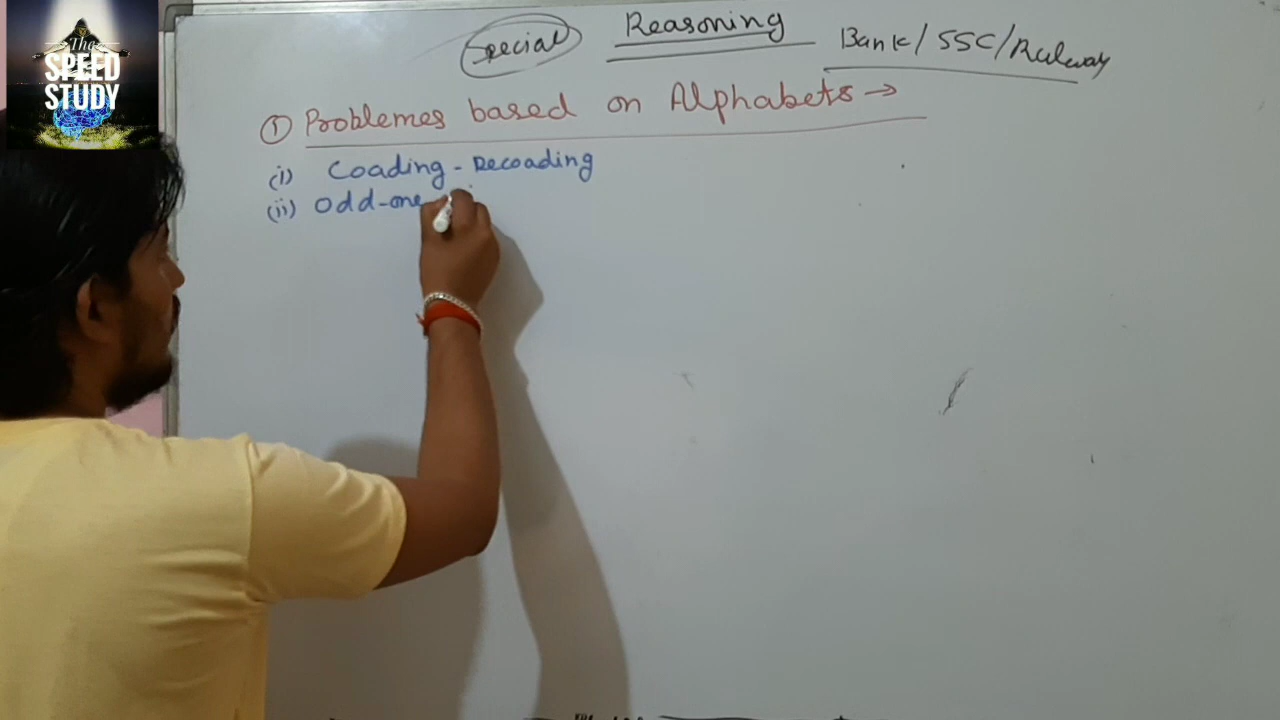 The
SPEED
STUDY
Special Reasoning Bank/SSC/Railway
① Problemes based on Alphabets →
(i) Coading - Decoading
(ii) Odd-one